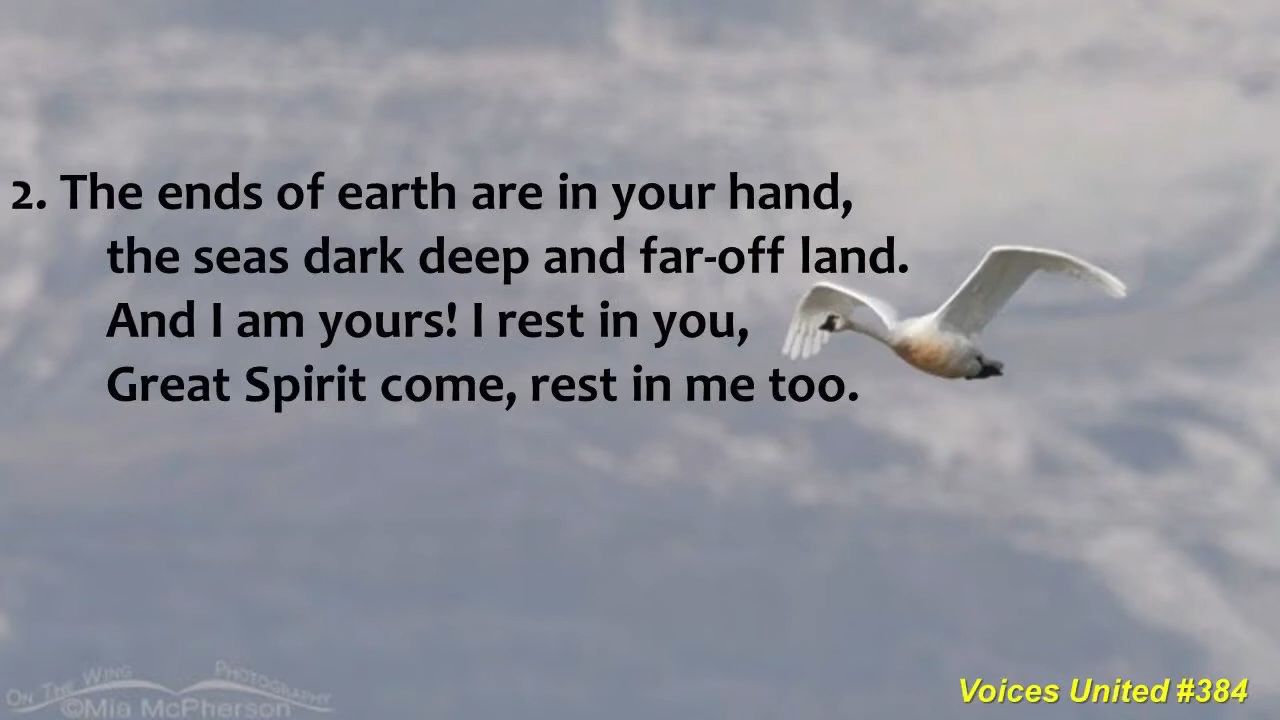 2. The ends of earth are in your hand,
the seas dark deep and far-off land.
And I am yours! I rest in you,
Great Spirit come, rest in me too.
On The Wing Photography
©Mia McPherson
Voices United #384